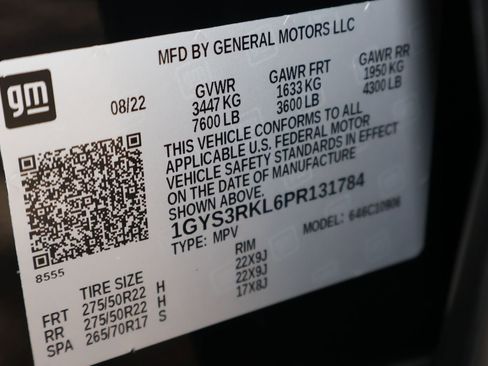 MFD BY GENERAL MOTORS LLC
gm
08/22
GVWR GAWR FRT GAWR RR
3447 KG 1633 KG 1950 KG
7600 LB 3600 LB 4300 LB
THIS VEHICLE CONFORMS TO ALL
APPLICABLE U.S. FEDERAL MOTOR
VEHICLE SAFETY STANDARDS IN EFFECT
ON THE DATE OF MANUFACTURE
SHOWN ABOVE.
1GYS3RKL6PR131784
TYPE: MPV MODEL: 646C10906
8555
TIRE SIZE RIM
FRT 275/50R22 H 22X9J
RR 275/50R22 H 22X9J
SPA 265/70R17 S 17X8J